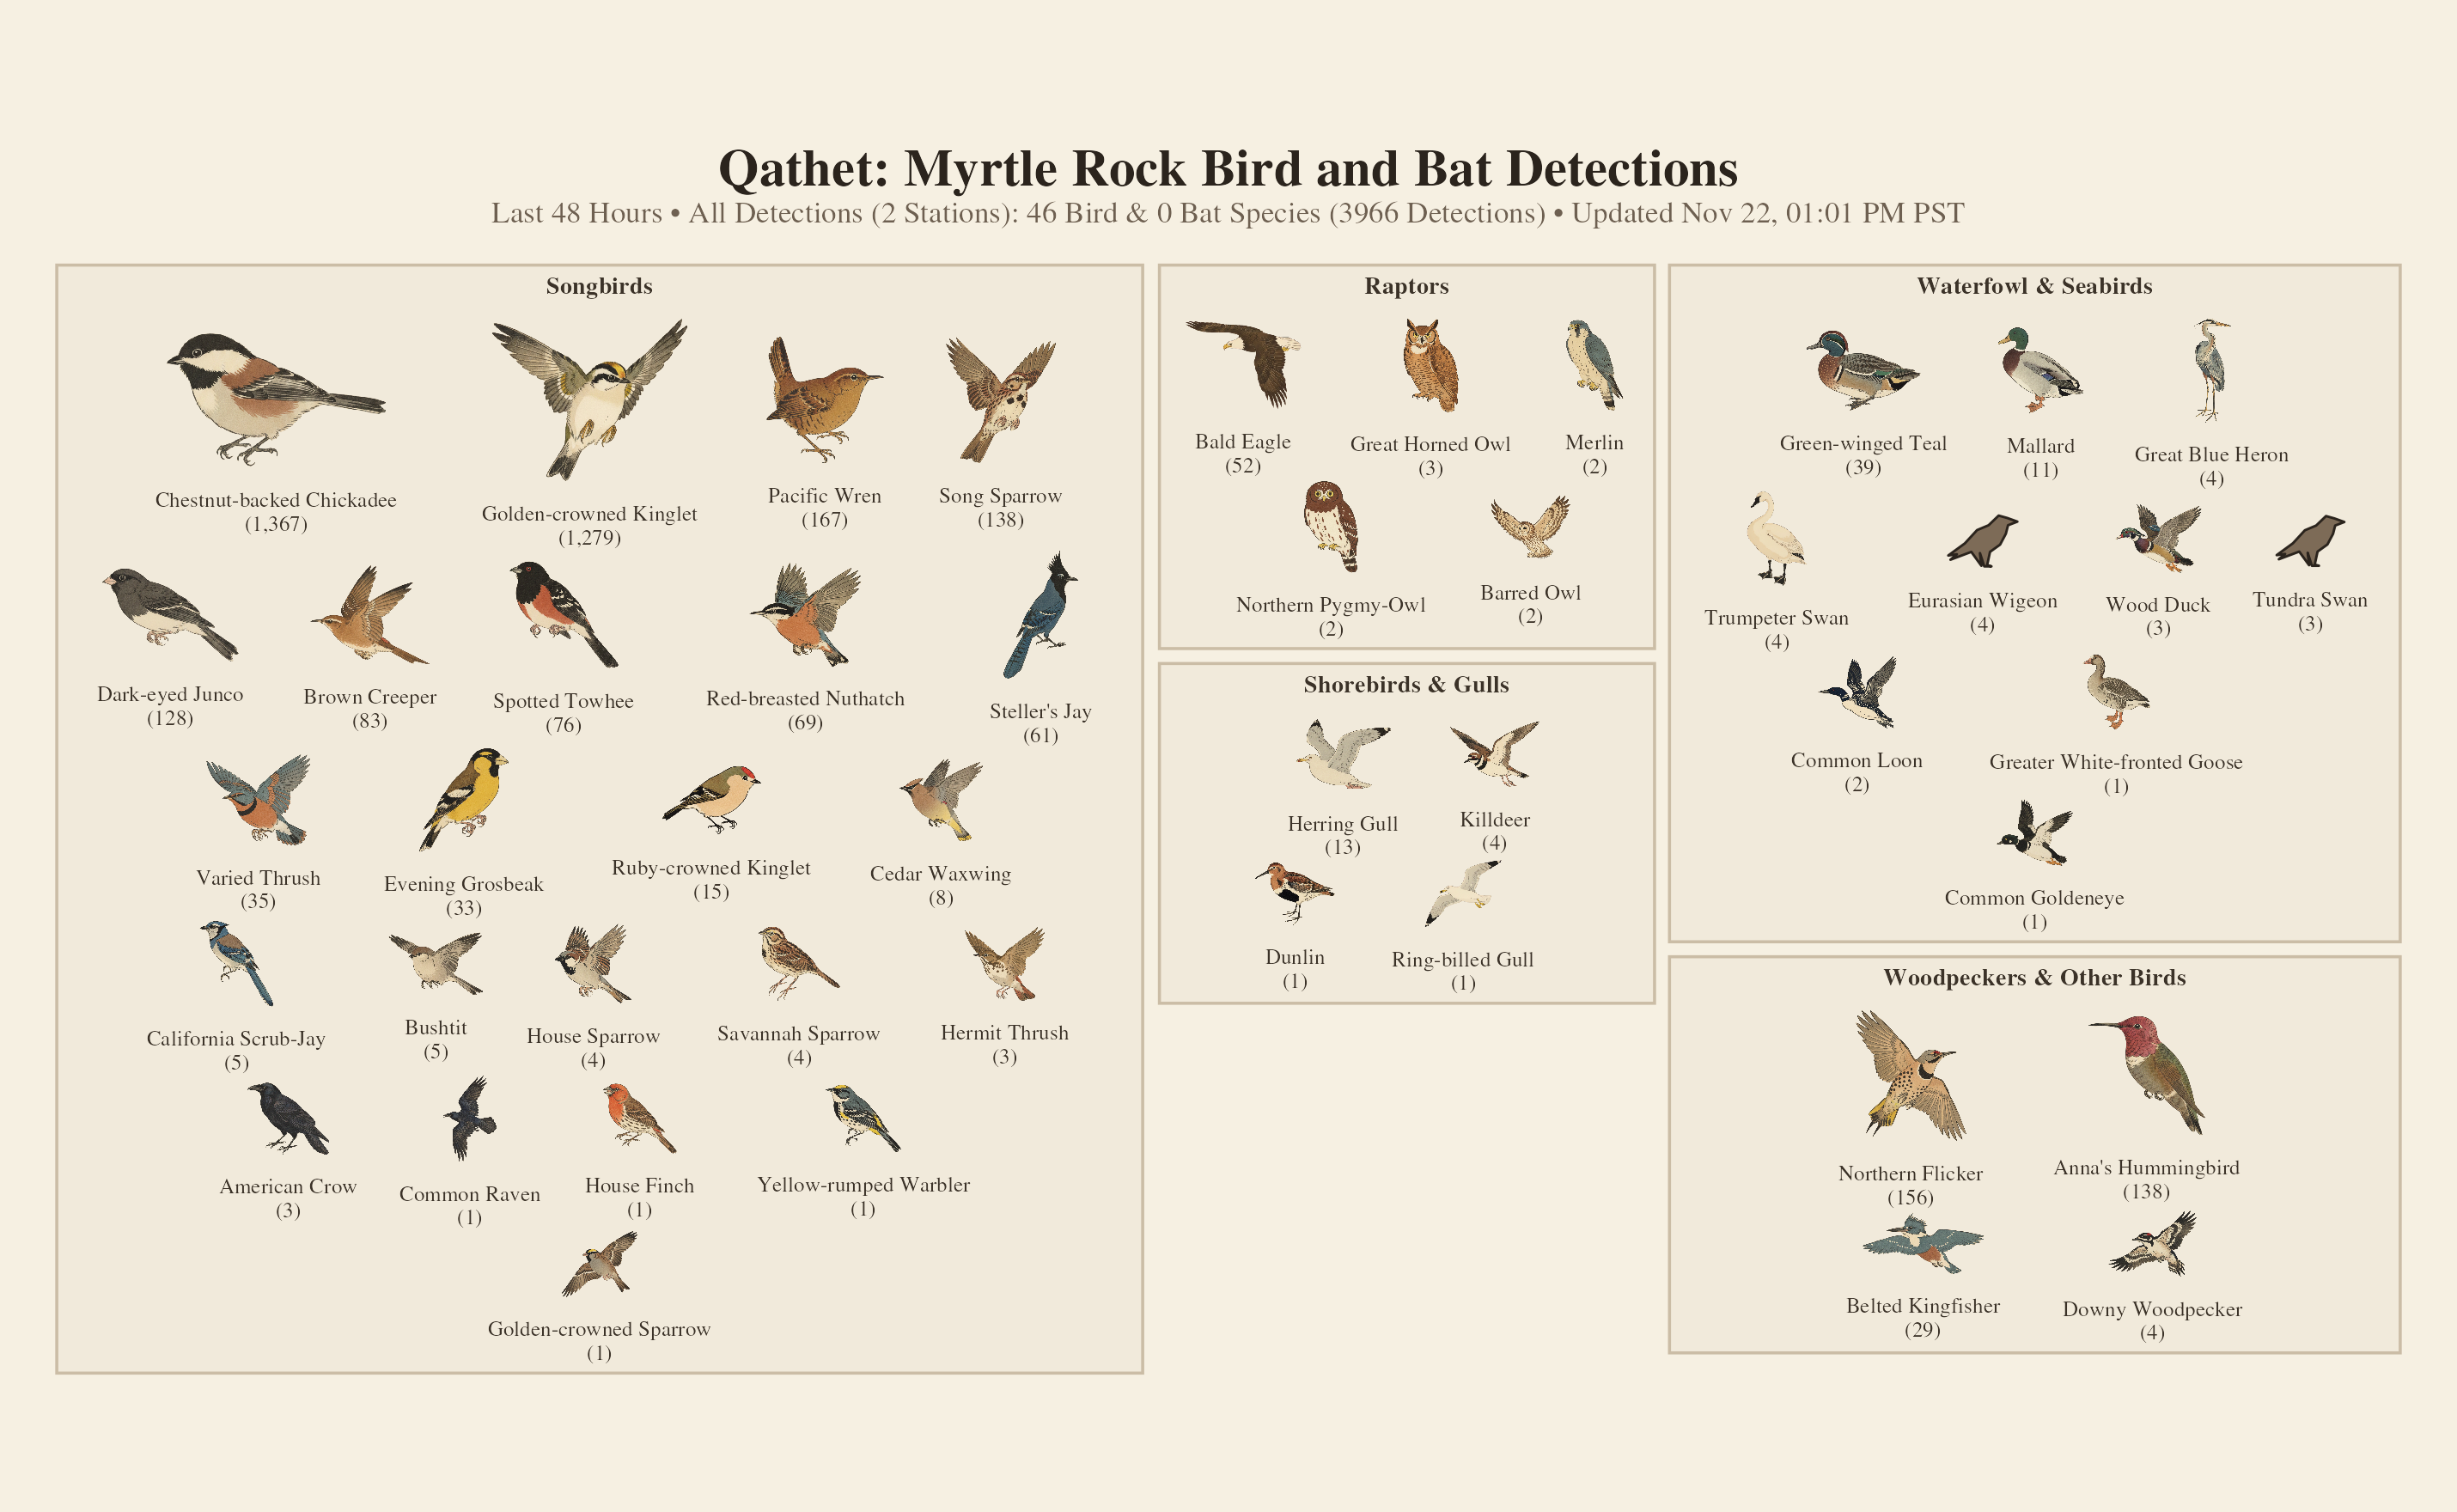 Qathet: Myrtle Rock Bird and Bat Detections
Last 48 Hours • All Detections (2 Stations): 46 Bird & 0 Bat Species (3966 Detections) • Updated Nov 22, 01:01 PM PST
Songbirds
Chestnut-backed Chickadee
(1,367)
Golden-crowned Kinglet
(1,279)
Pacific Wren
(167)
Song Sparrow
(138)
Dark-eyed Junco
(128)
Brown Creeper
(83)
Spotted Towhee
(76)
Red-breasted Nuthatch
(69)
Steller's Jay
(61)
Varied Thrush
(35)
Evening Grosbeak
(33)
Ruby-crowned Kinglet
(15)
Cedar Waxwing
(8)
California Scrub-Jay
(5)
Bushtit
(5)
House Sparrow
(4)
Savannah Sparrow
(4)
Hermit Thrush
(3)
American Crow
(3)
Common Raven
(1)
House Finch
(1)
Yellow-rumped Warbler
(1)
Golden-crowned Sparrow
(1)
Raptors
Bald Eagle
(52)
Great Horned Owl
(3)
Merlin
(2)
Northern Pygmy-Owl
(2)
Barred Owl
(2)
Shorebirds & Gulls
Herring Gull
(13)
Killdeer
(4)
Dunlin
(1)
Ring-billed Gull
(1)
Waterfowl & Seabirds
Green-winged Teal
(39)
Mallard
(11)
Great Blue Heron
(4)
Trumpeter Swan
(4)
Eurasian Wigeon
(4)
Wood Duck
(3)
Tundra Swan
(3)
Common Loon
(2)
Greater White-fronted Goose
(1)
Common Goldeneye
(1)
Woodpeckers & Other Birds
Northern Flicker
(156)
Anna's Hummingbird
(138)
Belted Kingfisher
(29)
Downy Woodpecker
(4)